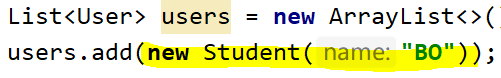 List<User> users = new ArrayList<>(
users.add(new Student( name: "BO"));